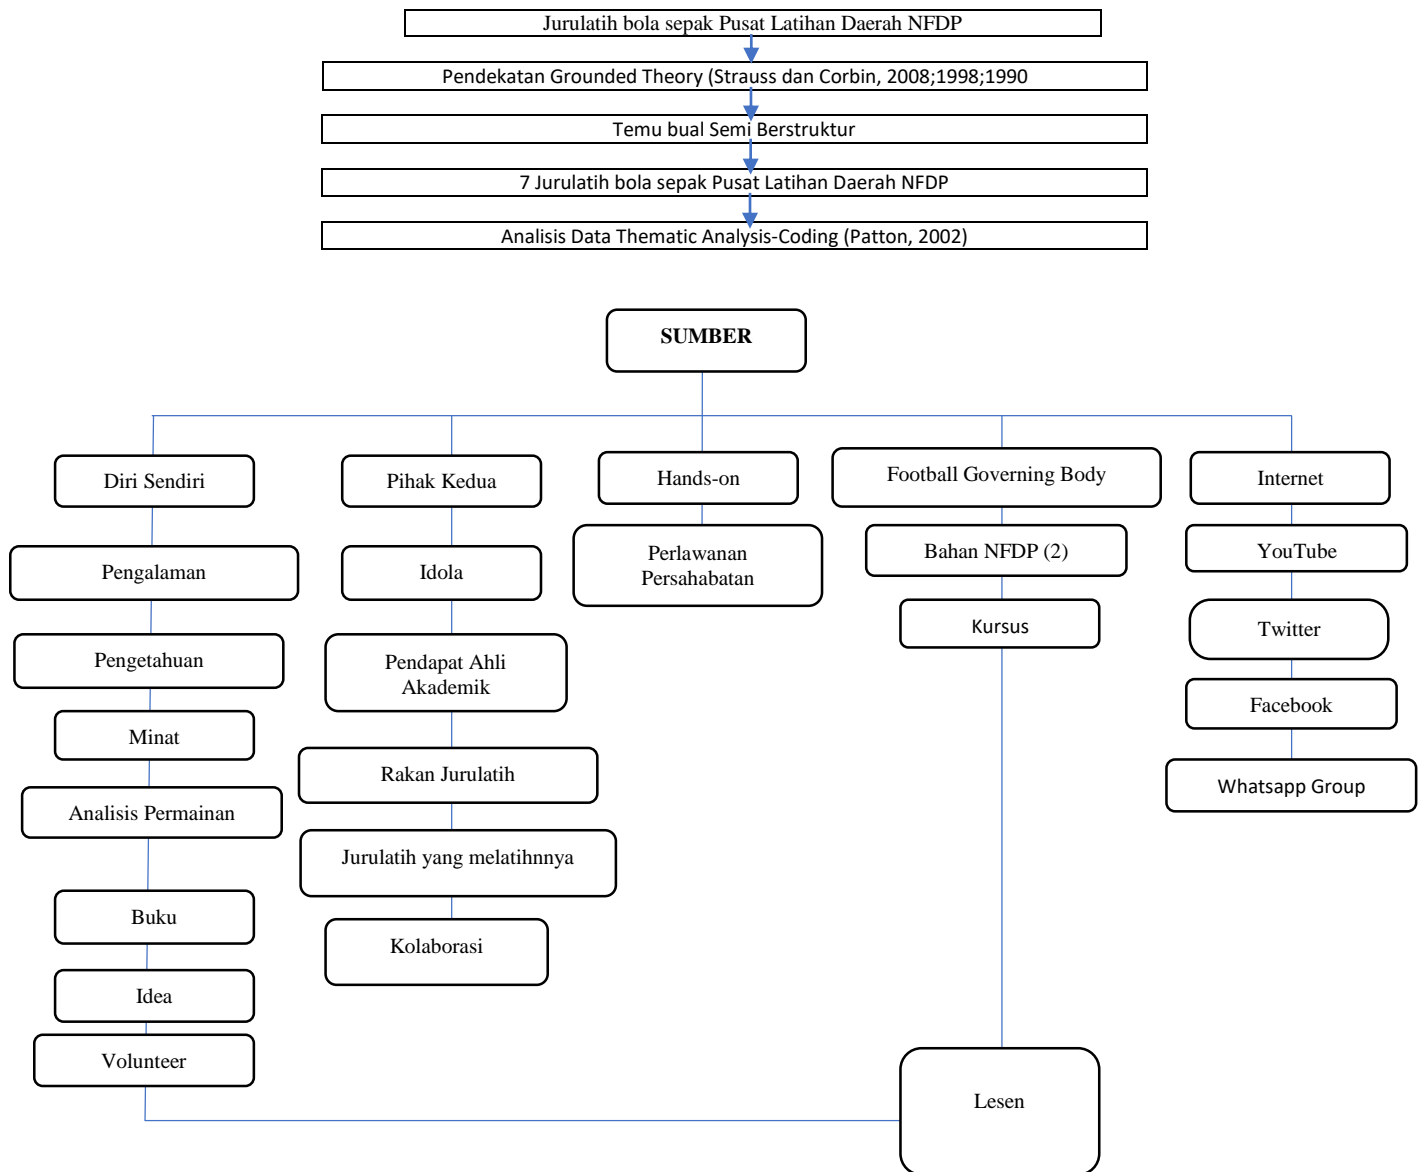 Jurulatih bola sepak Pusat Latihan Daerah NFDP
Pendekatan Grounded Theory (Strauss dan Corbin, 2008;1998;1990
Temu bual Semi Berstruktur
7 Jurulatih bola sepak Pusat Latihan Daerah NFDP
Analisis Data Thematic Analysis-Coding (Patton, 2002)
SUMBER
Diri Sendiri
Pengalaman
Pengetahuan
Minat
Analisis Permainan
Buku
Idea
Volunteer
Pihak Kedua
Idola
Pendapat Ahli
Akademik
Rakan Jurulatih
Jurulatih yang melatihnnya
Kolaborasi
Hands-on
Perlawanan
Persahabatan
Football Governing Body
Bahan NFDP (2)
Kursus
Lesen
Internet
YouTube
Twitter
Facebook
Whatsapp Group